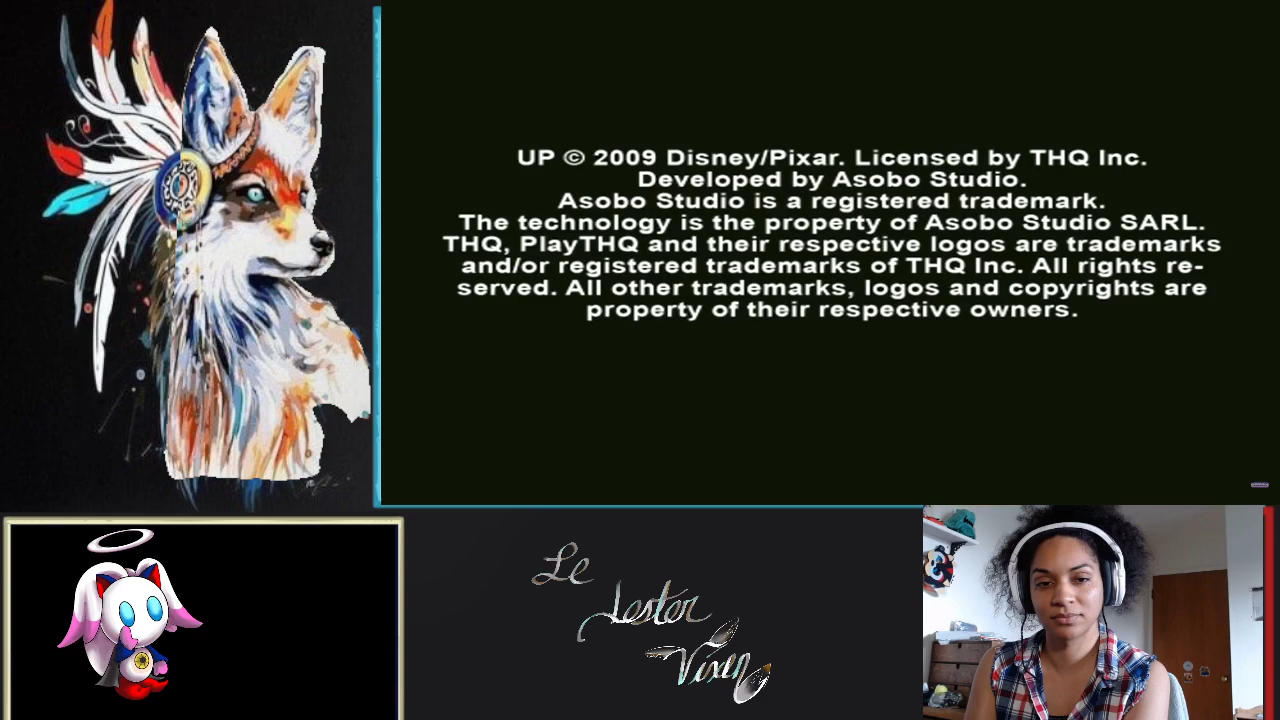 UP © 2009 Disney/Pixar. Licensed by THQ Inc.
Developed by Asobo Studio.
Asobo Studio is a registered trademark.
The technology is the property of Asobo Studio SARL.
THQ, PlayTHQ and their respective logos are trademarks
and/or registered trademarks of THQ Inc. All rights re-
served. All other trademarks, logos and copyrights are
property of their respective owners.
Le
Lester
Vixen